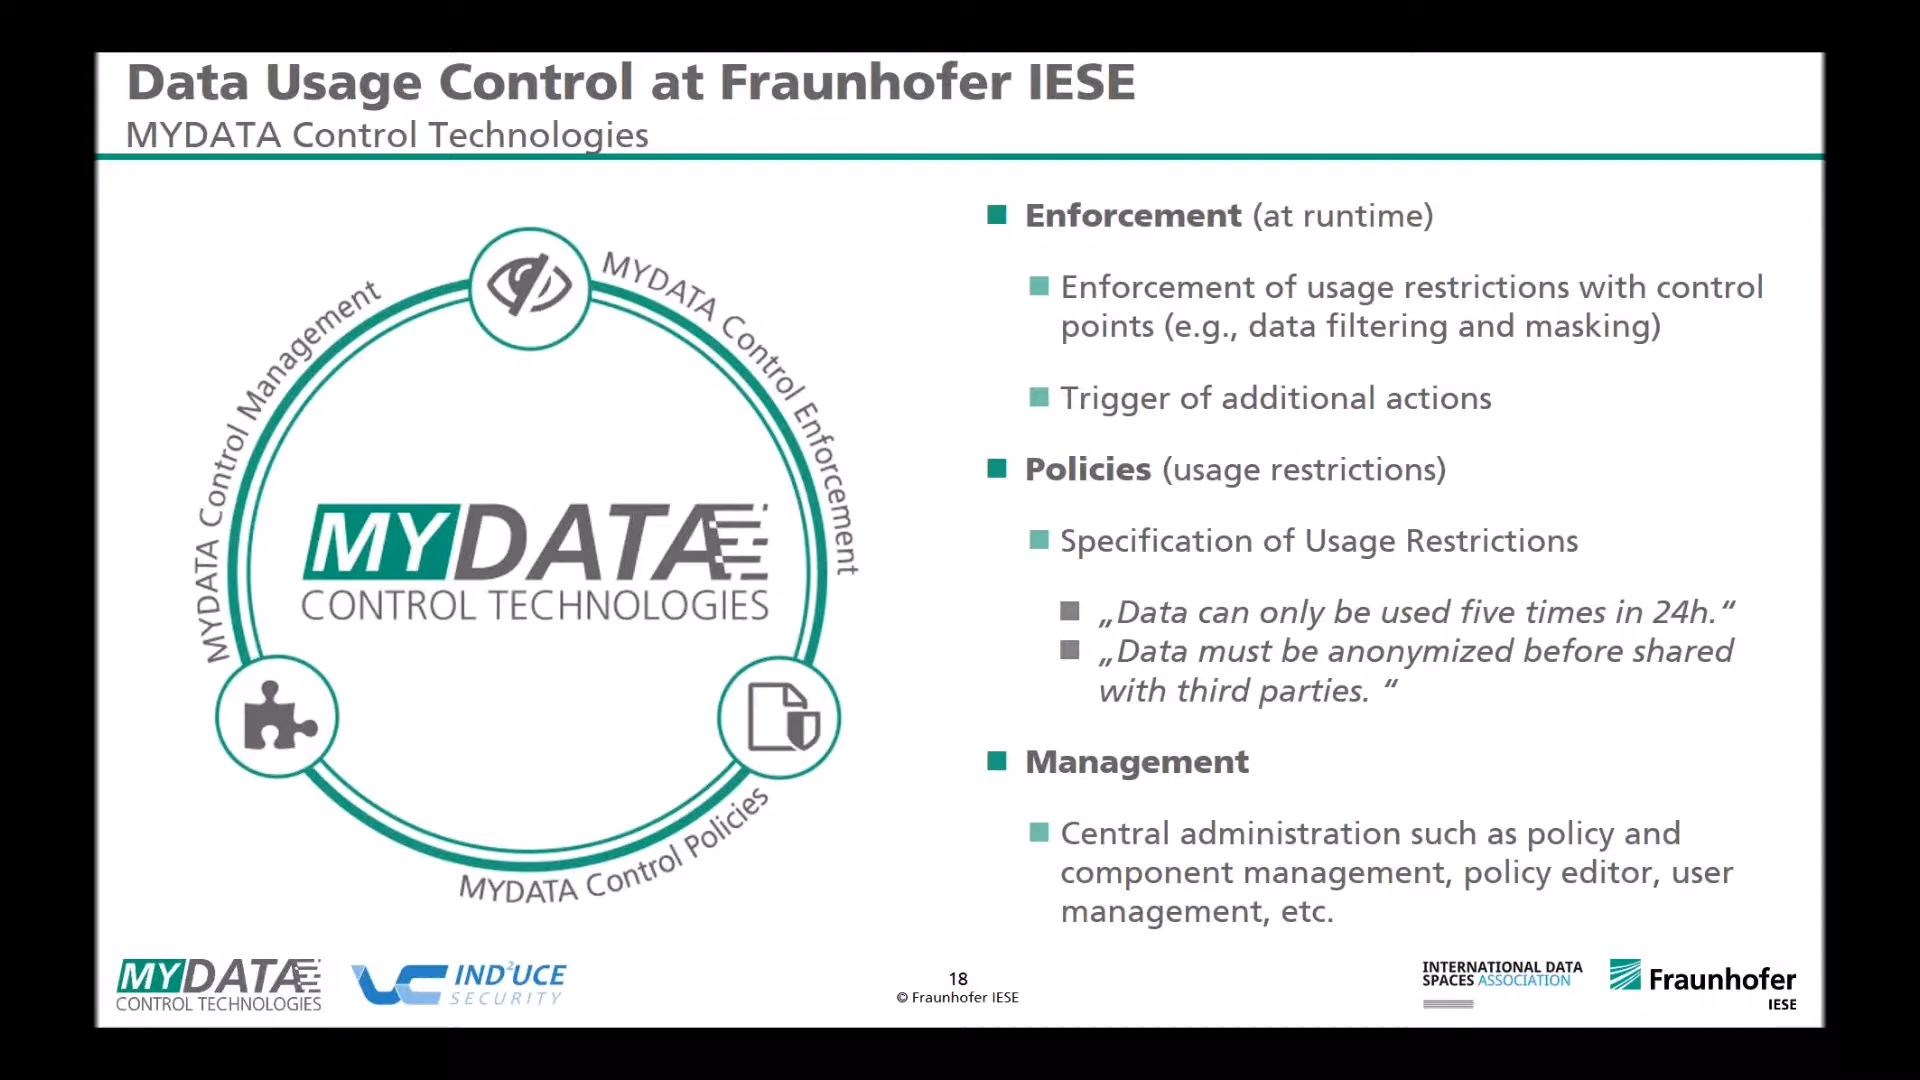 Data Usage Control at Fraunhofer IESE
MYDATA Control Technologies
MYDATA Control Management
MYDATA Control Enforcement
MYDATA Control Policies
MYDATA
CONTROL TECHNOLOGIES
Enforcement (at runtime)
Enforcement of usage restrictions with control
points (e.g., data filtering and masking)
Trigger of additional actions
Policies (usage restrictions)
Specification of Usage Restrictions
„Data can only be used five times in 24h.“
„Data must be anonymized before shared
with third parties. “
Management
Central administration such as policy and
component management, policy editor, user
management, etc.
MYDATA
CONTROL TECHNOLOGIES
IND²UCE
SECURITY
18
© Fraunhofer IESE
INTERNATIONAL DATA
SPACES ASSOCIATION
Fraunhofer
IESE